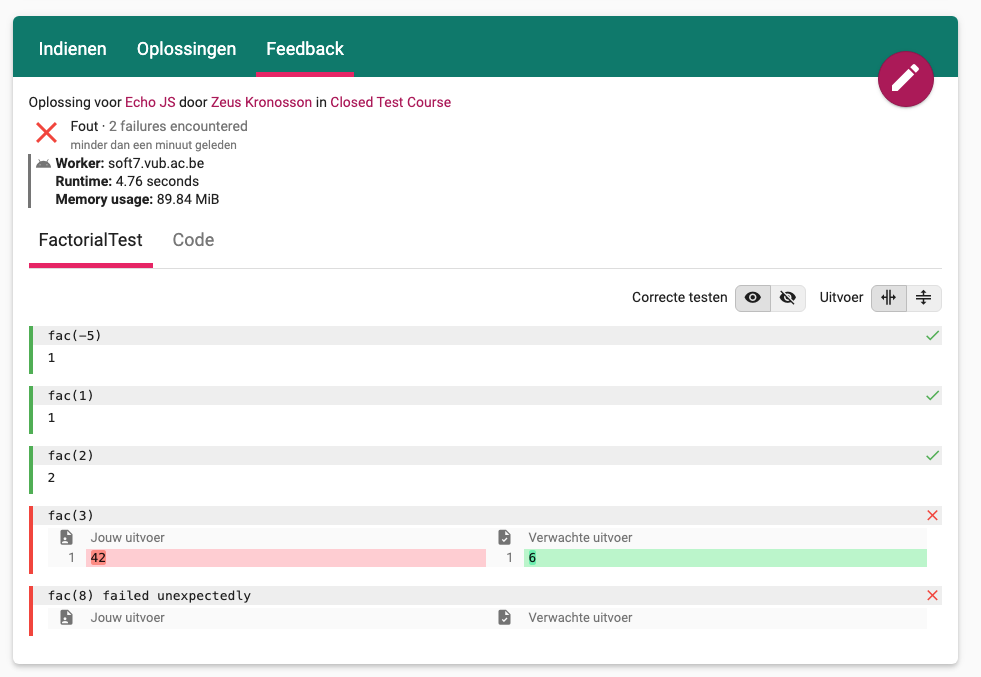 Indienen Oplossingen Feedback
Oplossing voor Echo JS door Zeus Kronosson in Closed Test Course
Fout · 2 failures encountered
minder dan een minuut geleden
Worker: soft7.vub.ac.be
Runtime: 4.76 seconds
Memory usage: 89.84 MiB
FactorialTest Code
Correcte testen Uitvoer
fac(-5)
1
fac(1)
1
fac(2)
2
fac(3)
Jouw uitvoer Verwachte uitvoer
1 42 1 6
fac(8) failed unexpectedly
Jouw uitvoer Verwachte uitvoer